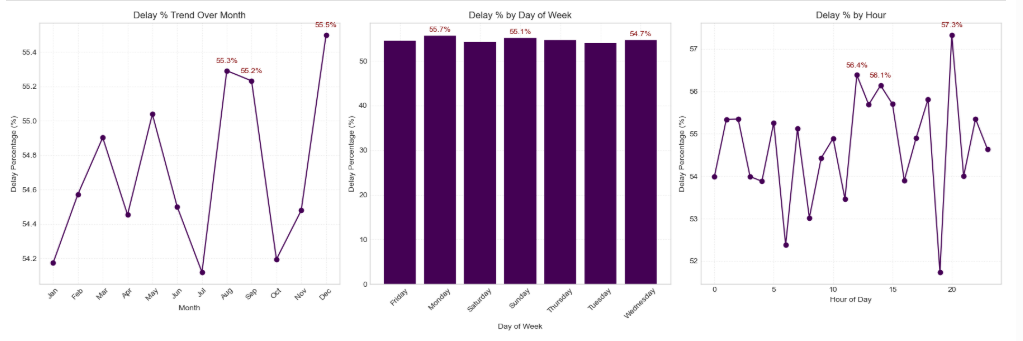 Delay % Trend Over Month
55.5%
55.3%
55.2%
55.4
55.2
55.0
54.8
54.6
54.4
54.2
Delay Percentage (%)
Jan
Feb
Mar
Apr
May
Jun
Jul
Aug
Sep
Oct
Nov
Dec
Month
Delay % by Day of Week
55.7%
55.1%
54.7%
50
40
30
20
10
0
Delay Percentage (%)
Friday
Monday
Saturday
Sunday
Thursday
Tuesday
Wednesday
Day of Week
Delay % by Hour
57.3%
56.4%
56.1%
57
56
55
54
53
52
Delay Percentage (%)
0
5
10
15
20
Hour of Day